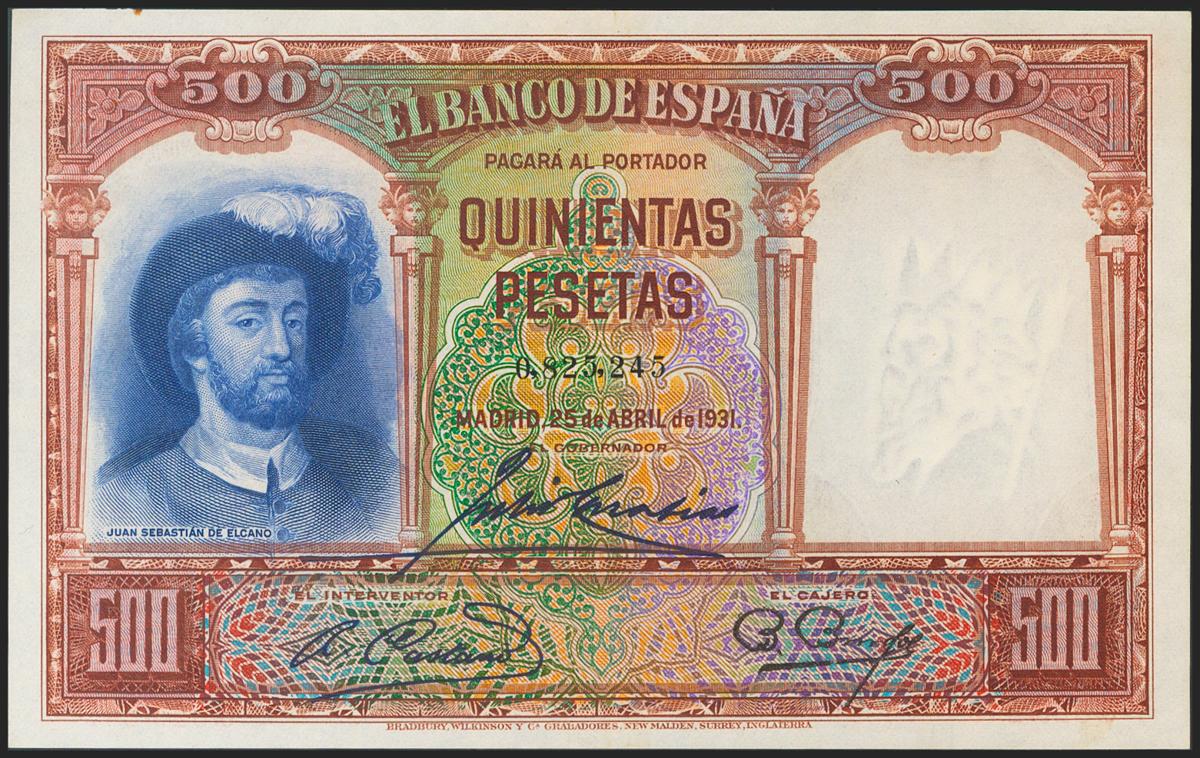 500
500
EL BANCO DE ESPAÑA
PAGARÁ AL PORTADOR
QUINIENTAS
PESETAS
0,825,245
MADRID, 25 de ABRIL de 1931.
EL GOBERNADOR
JUAN SEBASTIÁN DE ELCANO
EL INTERVENTOR.
EL CAJERO.
500
500
BRADBURY, WILKINSON Y Cª. GRABADORES, NEW MALDEN, SURREY, INGLATERRA